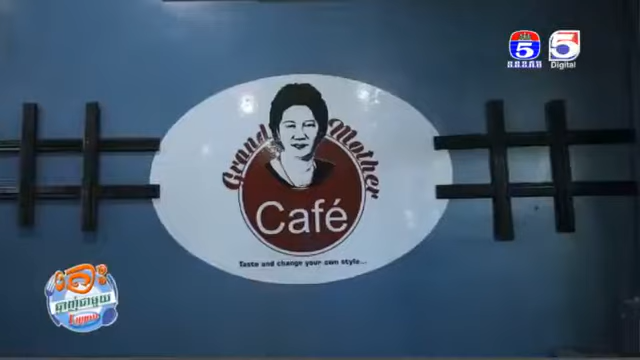 5
5
Digital
Grand Mother
Café
Taste and change your own style...